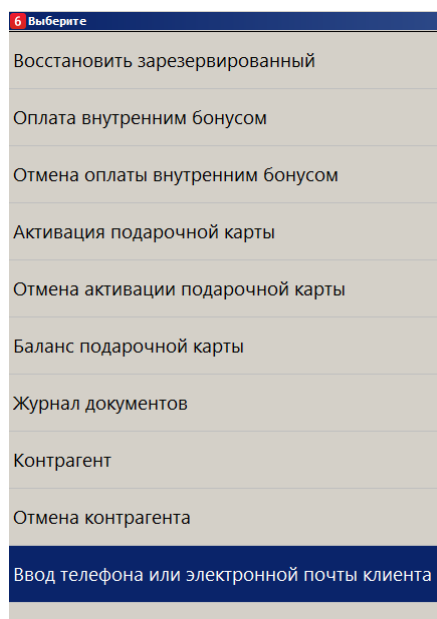 6 Выберите
Восстановить зарезервированный
Оплата внутренним бонусом
Отмена оплаты внутренним бонусом
Активация подарочной карты
Отмена активации подарочной карты
Баланс подарочной карты
Журнал документов
Контрагент
Отмена контрагента
Ввод телефона или электронной почты клиента